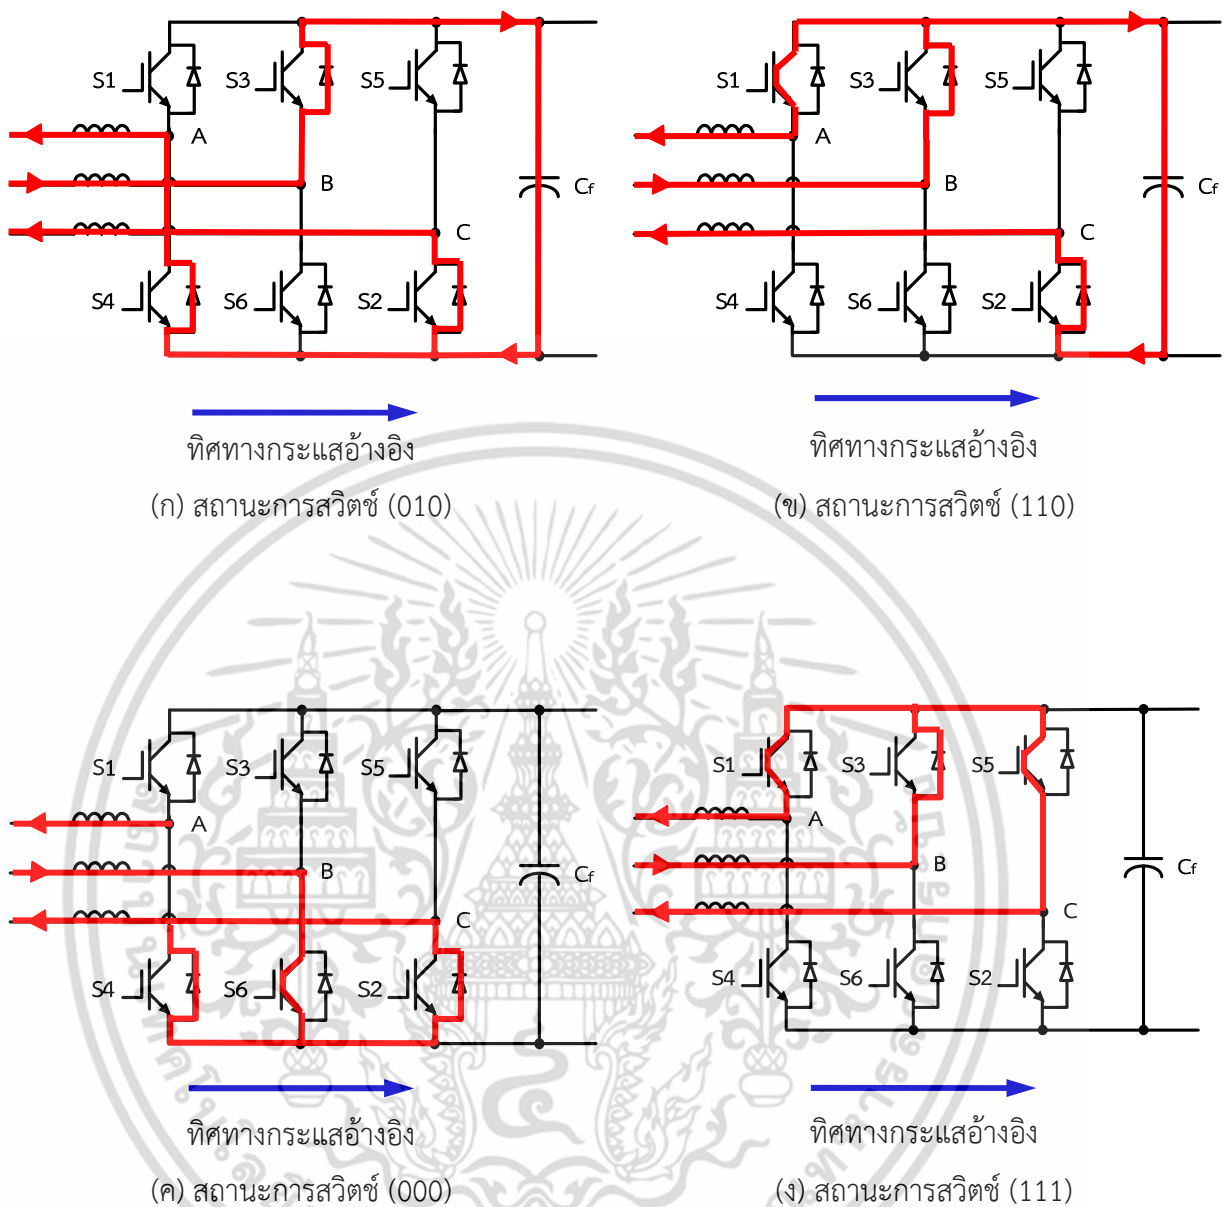 S1 S3 S5
A
B
C
Cf
S4 S6 S2
ทิศทางกระแสอ้างอิง
(ก) สถานะการสวิตช์ (010)
S1 S3 S5
A
B
C
Cf
S4 S6 S2
ทิศทางกระแสอ้างอิง
(ข) สถานะการสวิตช์ (110)
S1 S3 S5
A
B
C
Cf
S4 S6 S2
ทิศทางกระแสอ้างอิง
(ค) สถานะการสวิตช์ (000)
S1 S3 S5
A
B
C
Cf
S4 S6 S2
ทิศทางกระแสอ้างอิง
(ง) สถานะการสวิตช์ (111)